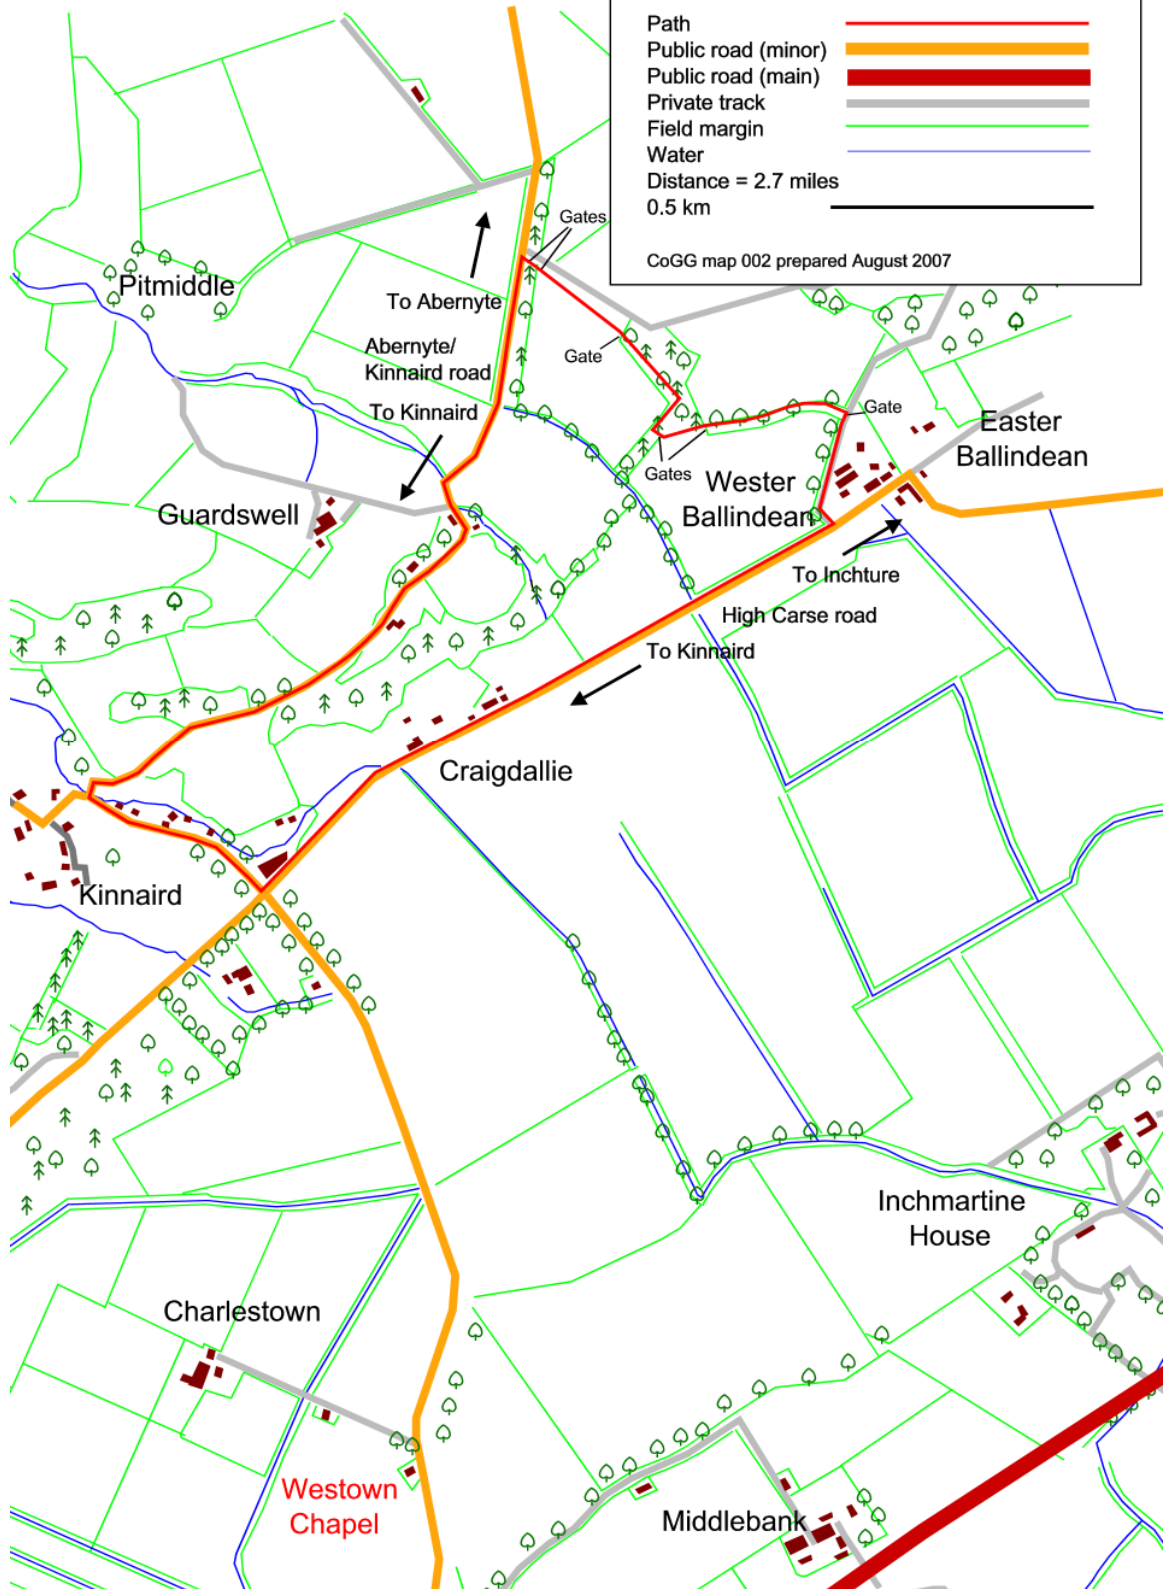 Path
Public road (minor)
Public road (main)
Private track
Field margin
Water
Distance = 2.7 miles
0.5 km
CoGG map 002 prepared August 2007
Gates
Pitmiddle
To Abernyte
Abernyte/
Kinnaird road
Gate
To Kinnaird
Gate
Easter
Ballindean
Gates
Wester
Ballindean
Guardswell
To Inchture
High Carse road
To Kinnaird
Craigdallie
Kinnaird
Inchmartine
House
Charlestown
Westown
Chapel
Middlebank